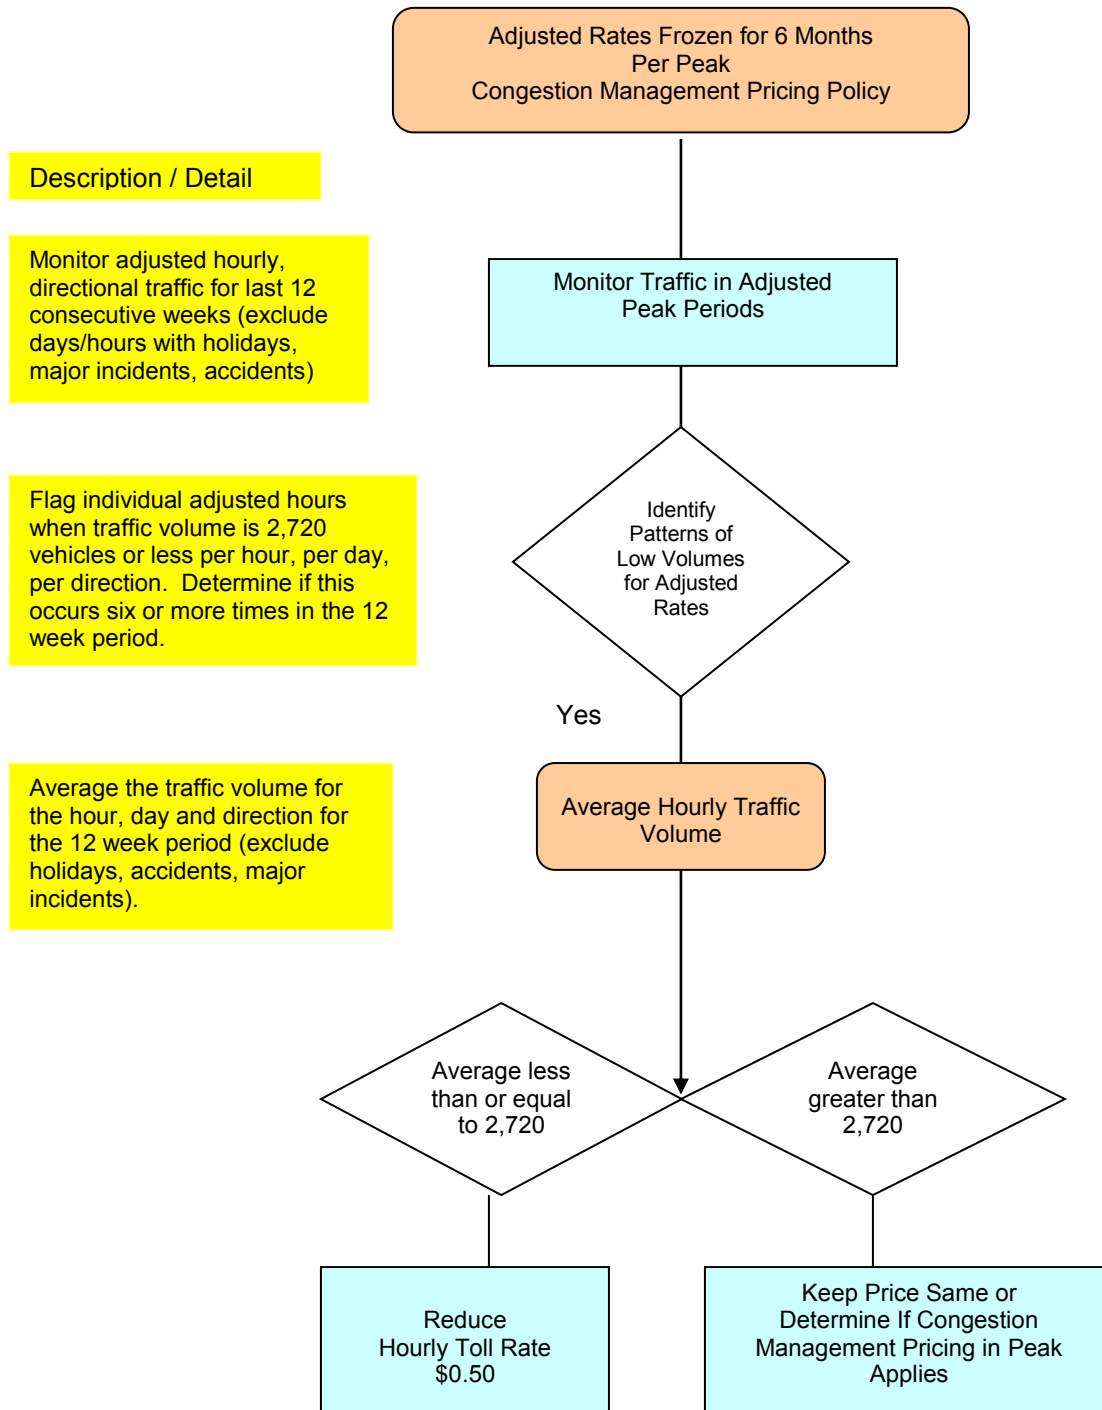 Adjusted Rates Frozen for 6 Months
Per Peak
Congestion Management Pricing Policy
Description / Detail
Monitor adjusted hourly,
directional traffic for last 12
consecutive weeks (exclude
days/hours with holidays,
major incidents, accidents)
Monitor Traffic in Adjusted
Peak Periods
Flag individual adjusted hours
when traffic volume is 2,720
vehicles or less per hour, per day,
per direction.  Determine if this
occurs six or more times in the 12
week period.
Identify
Patterns of
Low Volumes
for Adjusted
Rates
Yes
Average the traffic volume for
the hour, day and direction for
the 12 week period (exclude
holidays, accidents, major
incidents).
Average Hourly Traffic
Volume
Average less
than or equal
to 2,720
Average
greater than
2,720
Reduce
Hourly Toll Rate
$0.50
Keep Price Same or
Determine If Congestion
Management Pricing in Peak
Applies